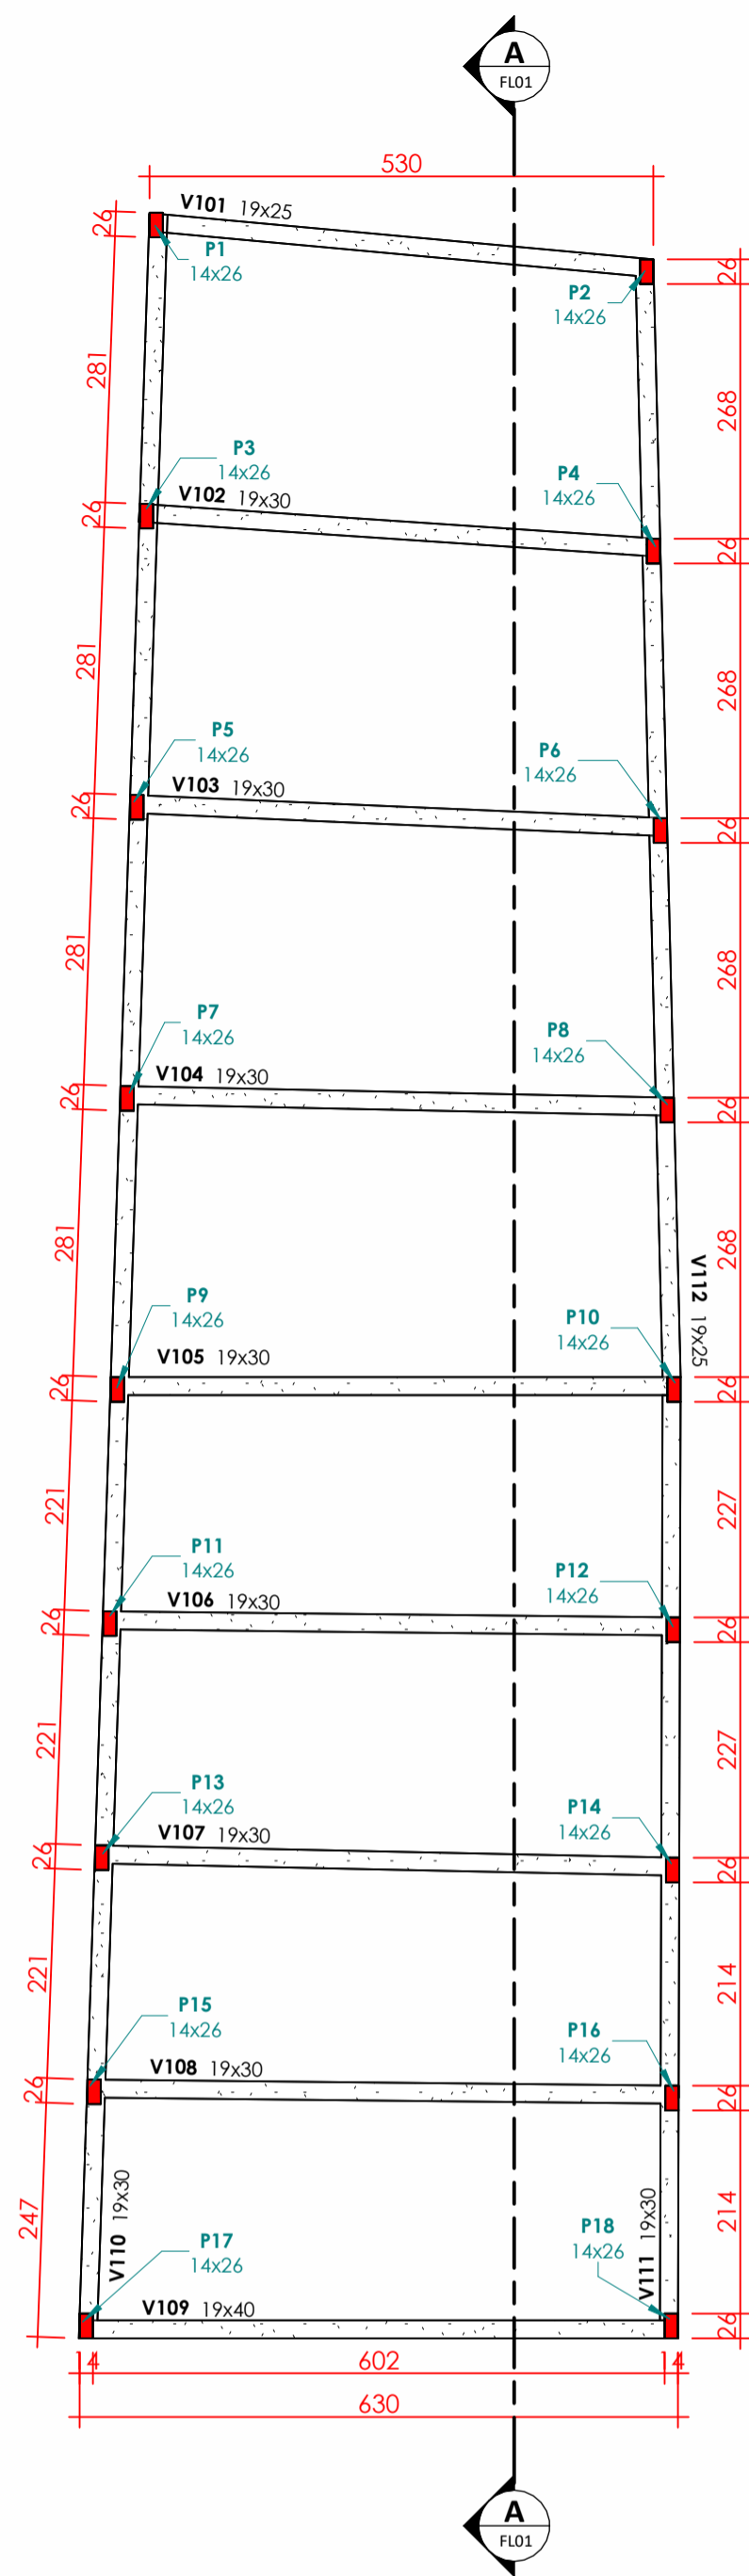 A
FL01
530
V101 19x25
26
P1
14x26
26
P2
14x26
281
268
P3
14x26
P4
14x26
V102 19x30
26
26
281
268
P5
14x26
P6
14x26
V103 19x30
26
26
281
268
P7
14x26
P8
14x26
V104 19x30
26
26
281
268
V112 19x25
P9
14x26
P10
14x26
V105 19x30
26
26
221
227
P11
14x26
P12
14x26
V106 19x30
26
26
221
227
P13
14x26
P14
14x26
V107 19x30
26
26
221
214
P15
14x26
P16
14x26
V108 19x30
26
26
247
214
V110 19x30
V111 19x30
P17
14x26
P18
14x26
V109 19x40
26
14
602
14
630
A
FL01